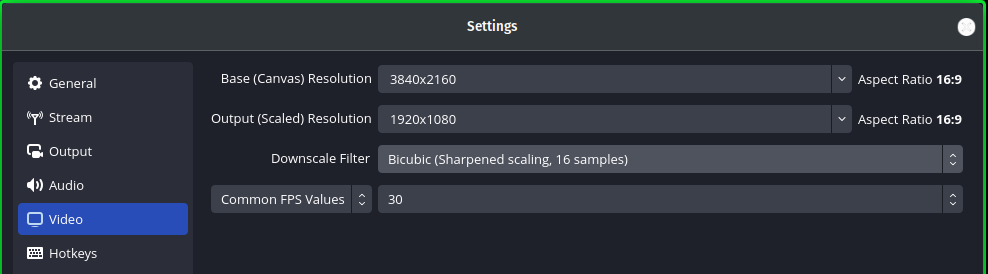 Settings
General
Stream
Output
Audio
Video
Hotkeys
Base (Canvas) Resolution 3840x2160 Aspect Ratio 16:9
Output (Scaled) Resolution 1920x1080 Aspect Ratio 16:9
Downscale Filter Bicubic (Sharpened scaling, 16 samples)
Common FPS Values 30